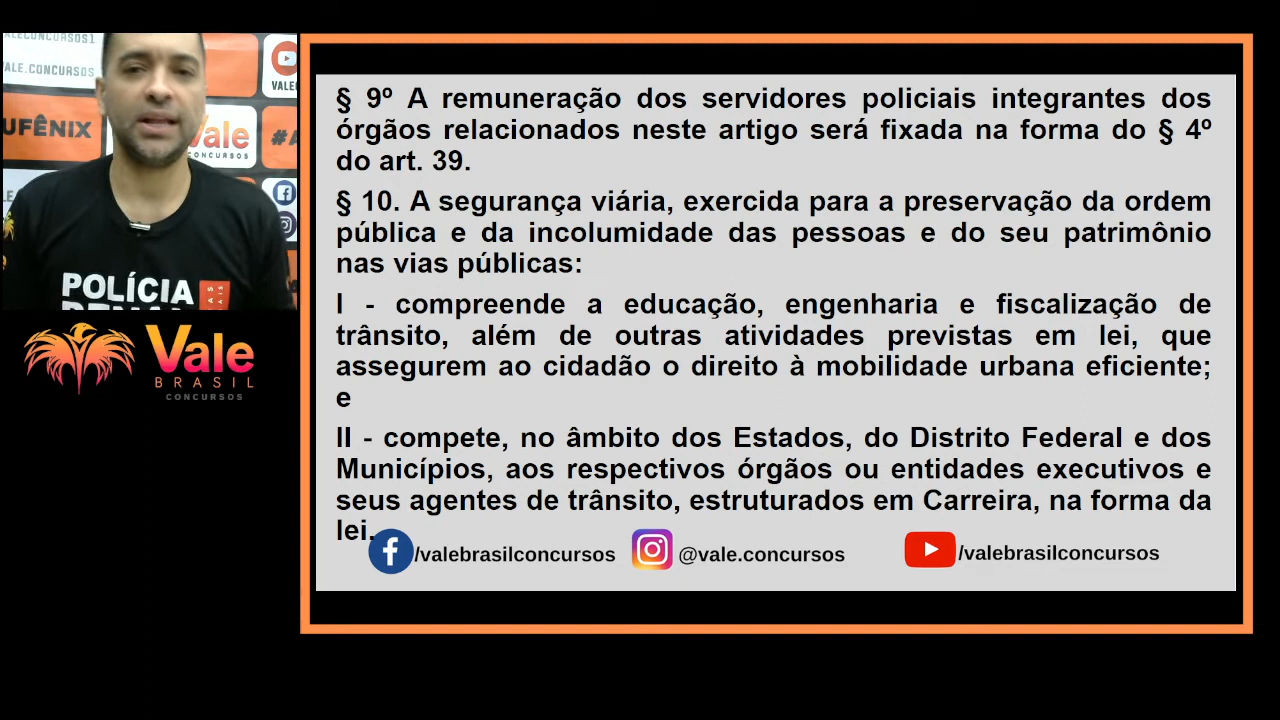 CONCURSOS1
VALE.CONCURSOS
UFÊNIX
Vale
CONCURSOS
VALE
#A
POLÍCIA
PENAL
Vale
BRASIL
CONCURSOS
§ 9º A remuneração dos servidores policiais integrantes dos
órgãos relacionados neste artigo será fixada na forma do § 4º
do art. 39.
§ 10. A segurança viária, exercida para a preservação da ordem
pública e da incolumidade das pessoas e do seu patrimônio
nas vias públicas:
I - compreende a educação, engenharia e fiscalização de
trânsito, além de outras atividades previstas em lei, que
assegurem ao cidadão o direito à mobilidade urbana eficiente;
e
II - compete, no âmbito dos Estados, do Distrito Federal e dos
Municípios, aos respectivos órgãos ou entidades executivos e
seus agentes de trânsito, estruturados em Carreira, na forma da
lei.
/valebrasilconcursos @vale.concursos /valebrasilconcursos